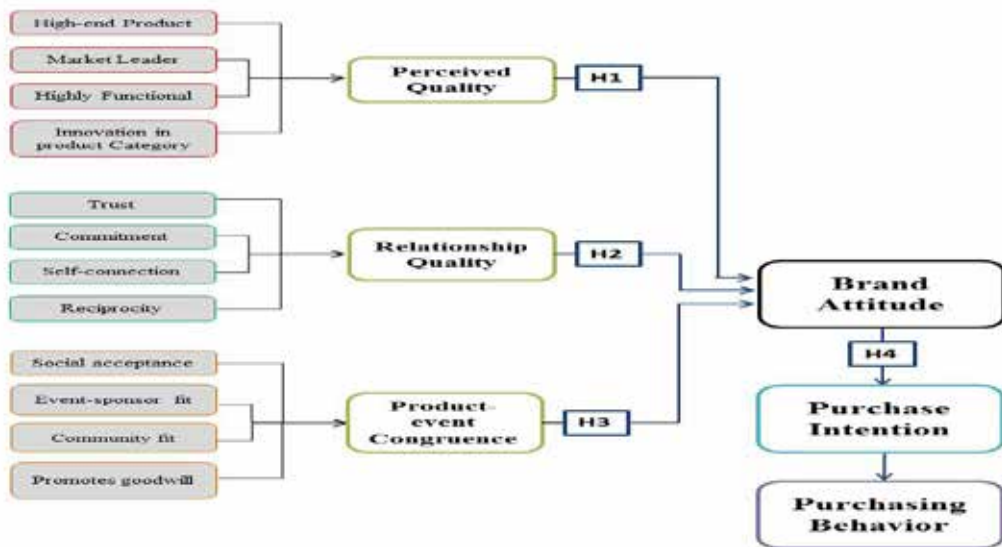 High-end Product
Market Leader
Highly Functional
Innovation in
product Category
Perceived
Quality
H1
Trust
Commitment
Self-connection
Reciprocity
Relationship
Quality
H2
Social acceptance
Event-sponsor fit
Community fit
Promotes goodwill
Product-
event
Congruence
H3
Brand
Attitude
H4
Purchase
Intention
Purchasing
Behavior